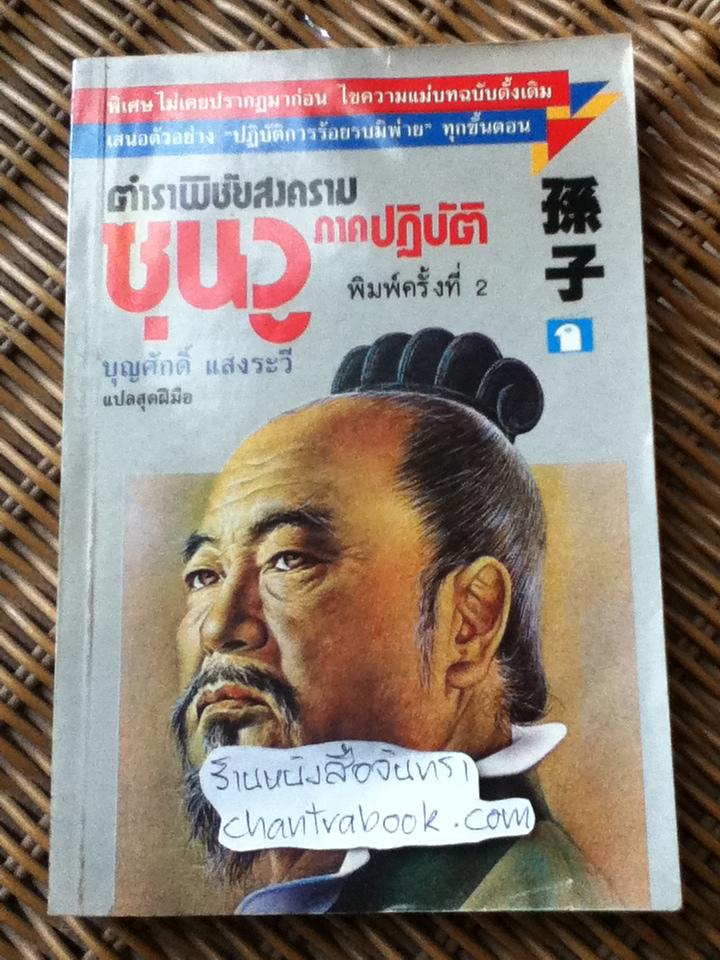 พิเศษ ไม่เคยปรากฏมาก่อน ไขความแม่บทฉบับดั้งเดิม
เสนอตัวอย่าง "ปฏิบัติการร้อยรบมิพ่าย" ทุกขั้นตอน
ตำราพิชัยสงคราม
ซุนวู ภาคปฏิบัติ
พิมพ์ครั้งที่ 2
孫子
บุญศักดิ์ แสงระวี
แปลสุดฝีมือ
ร้านหนังสือจันทรา
chantrabook.com